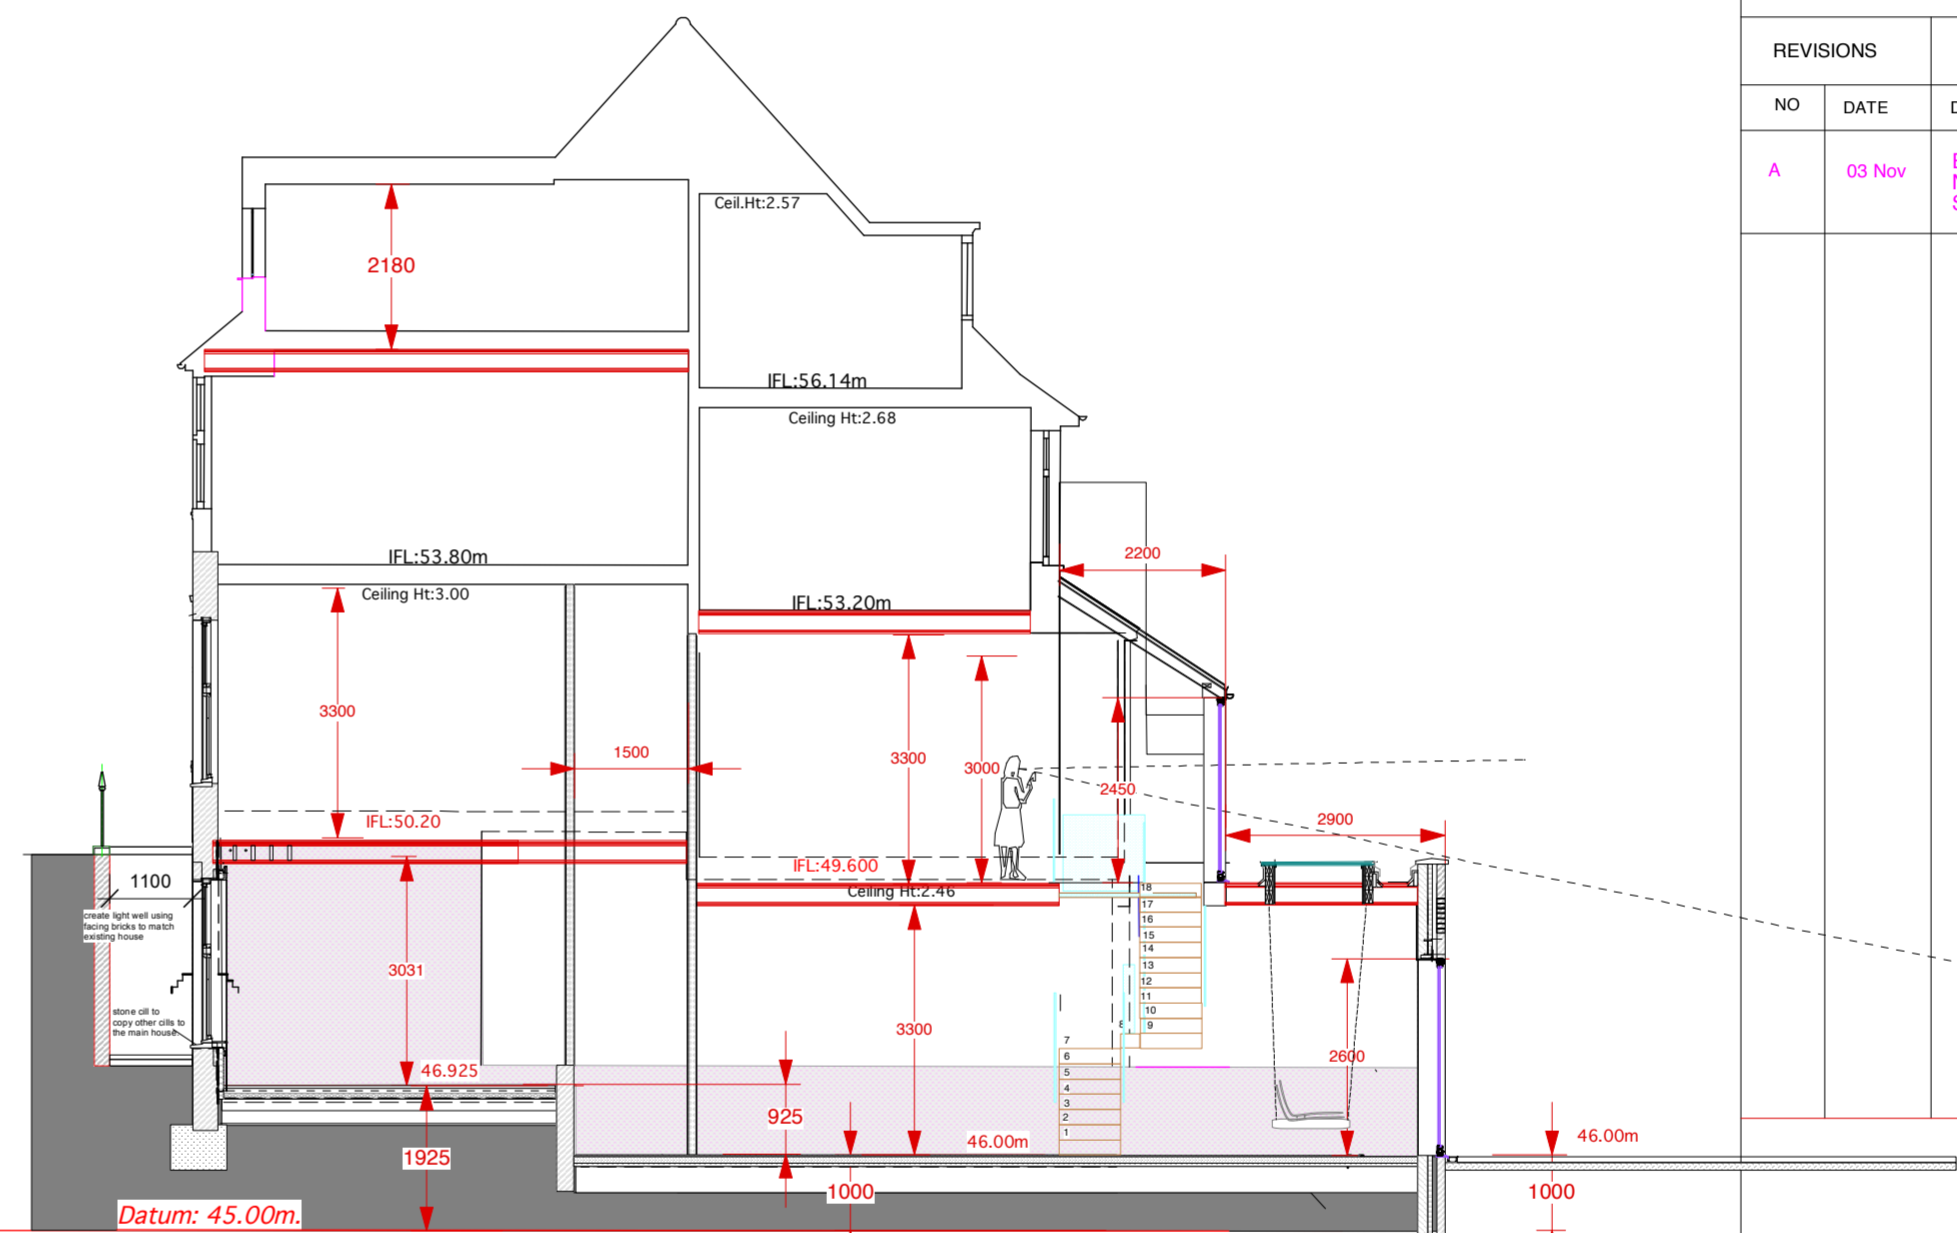 REVISIONS
NO
DATE
A
03 Nov
Ceil.Ht:2.57
2180
IFL:56.14m
Ceiling Ht:2.68
IFL:53.80m
Ceiling Ht:3.00
2200
IFL:53.20m
3300
1500
3300
3000
2450
IFL:50.20
2900
IFL:49.600
Ceiling Ht:2.46
1100
create light well using
facing bricks to match
existing house
3031
18
17
16
15
14
13
12
11
10
9
8
7
6
5
4
3
2
1
stone cill to
copy other cills to
the main house
3300
2600
46.925
925
46.00m
46.00m
1925
1000
1000
Datum: 45.00m.